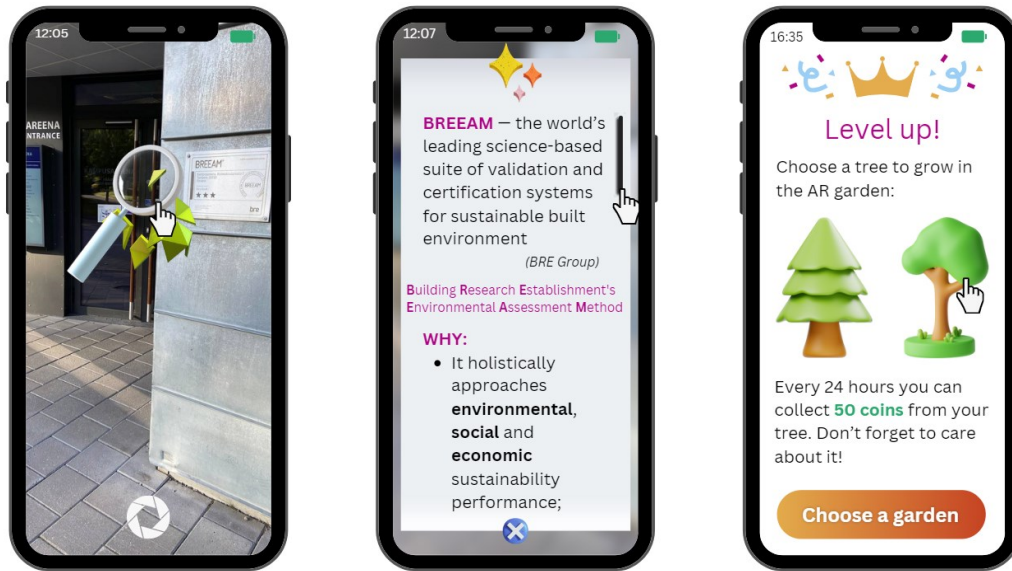 12:05
AREENA
NTRANCE
BREEAM
bre
12:07
BREEAM – the world’s
leading science-based
suite of validation and
certification systems
for sustainable built
environment
(BRE Group)
Building Research Establishment's
Environmental Assessment Method
WHY:
• It holistically
approaches
environmental,
social and
economic
sustainability
performance;
16:35
Level up!
Choose a tree to grow in
the AR garden:
Every 24 hours you can
collect 50 coins from your
tree. Don’t forget to care
about it!
Choose a garden